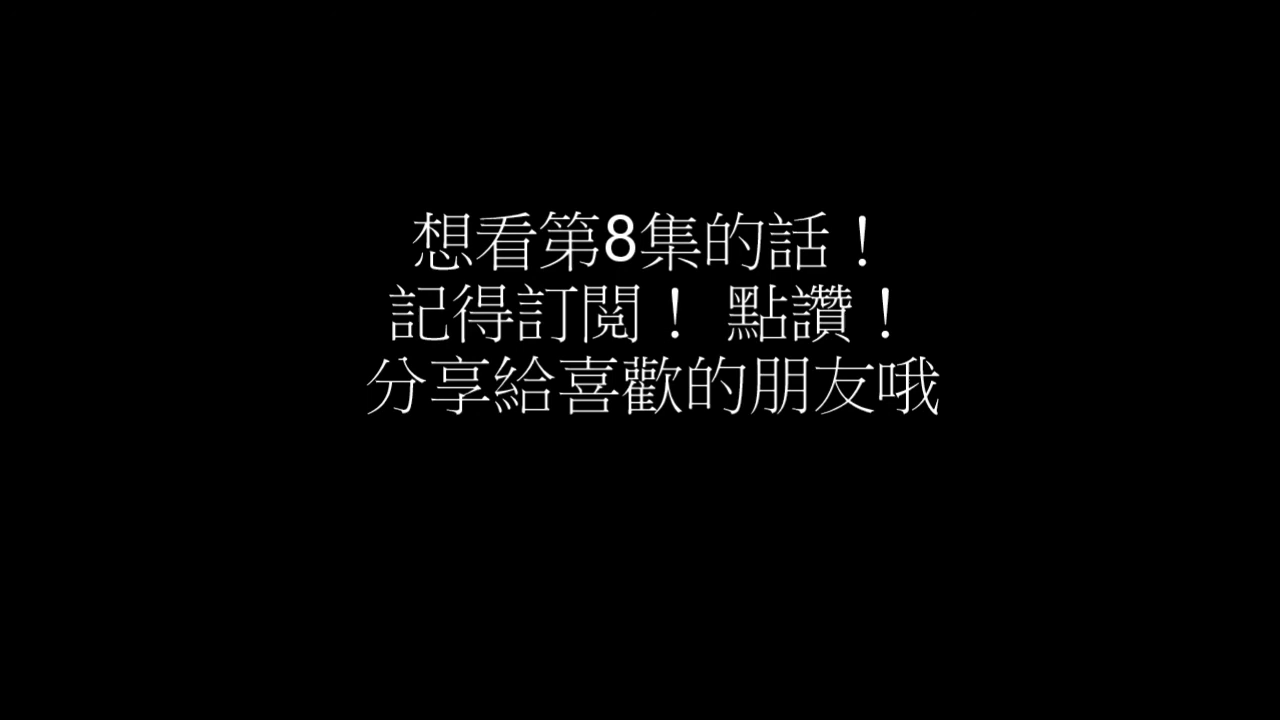 想看第8集的話！
記得訂閱！ 點讚！
分享給喜歡的朋友哦